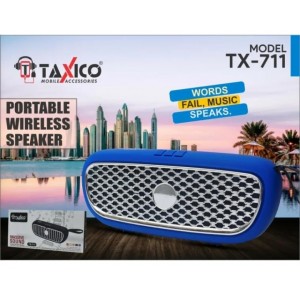 TAXICO
MOBILE ACCESSORIES
MODEL
TX-711
WORDS
FAIL, MUSIC
SPEAKS.
PORTABLE
WIRELESS
SPEAKER